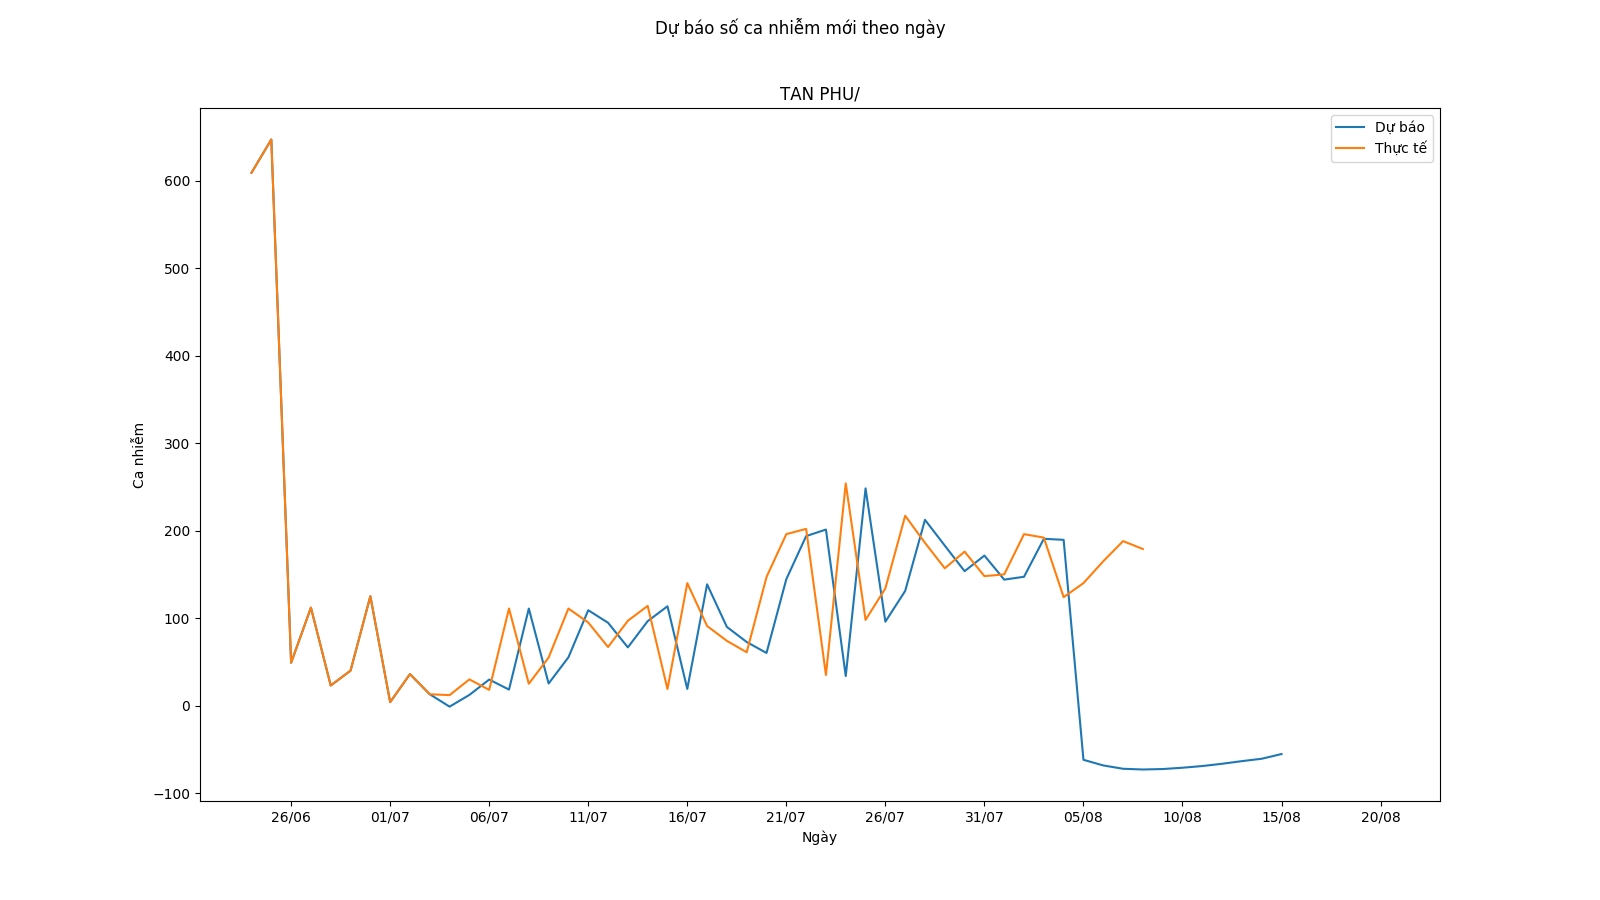 Dự báo số ca nhiễm mới theo ngày
TAN PHU/
Dự báo
Thực tế
600
500
400
300
200
100
0
−100
Ca nhiễm
26/06 01/07 06/07 11/07 16/07 21/07 26/07 31/07 05/08 10/08 15/08 20/08
Ngày